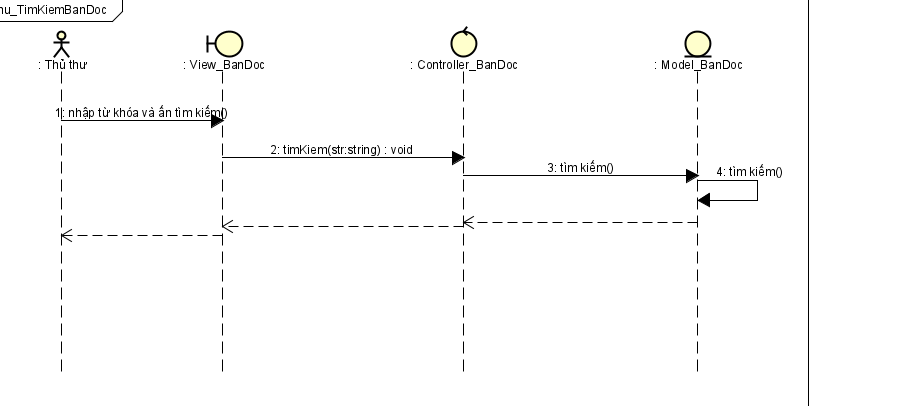 nu_TimKiemBanDoc
: Thủ thư
: View_BanDoc
: Controller_BanDoc
: Model_BanDoc
1: nhập từ khóa và ấn tìm kiếm()
2: timKiem(str:string) : void
3: tìm kiếm()
4: tìm kiếm()